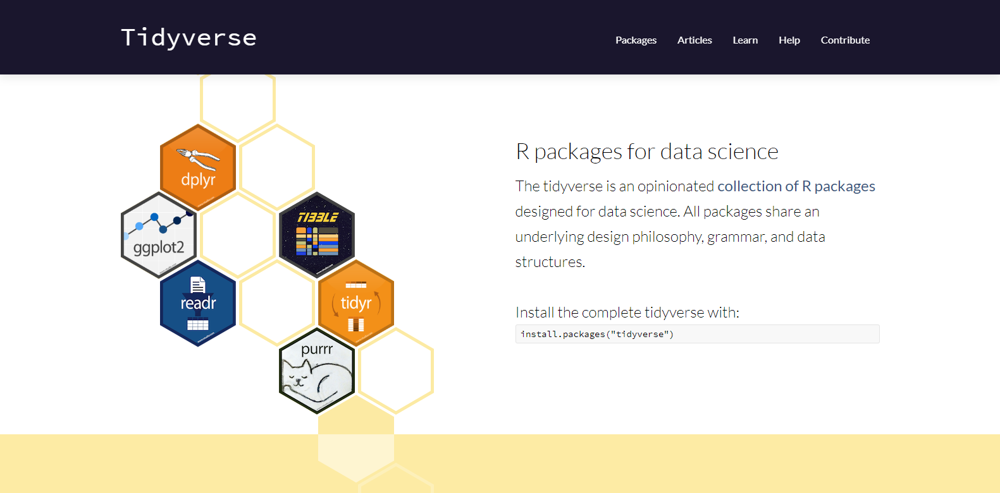 Tidyverse
Packages
Articles
Learn
Help
Contribute
dplyr
ggplot2
TIBBLE
readr
tidyr
purrr
R packages for data science
The tidyverse is an opinionated collection of R packages
designed for data science. All packages share an
underlying design philosophy, grammar, and data
structures.
Install the complete tidyverse with:
install.packages("tidyverse")